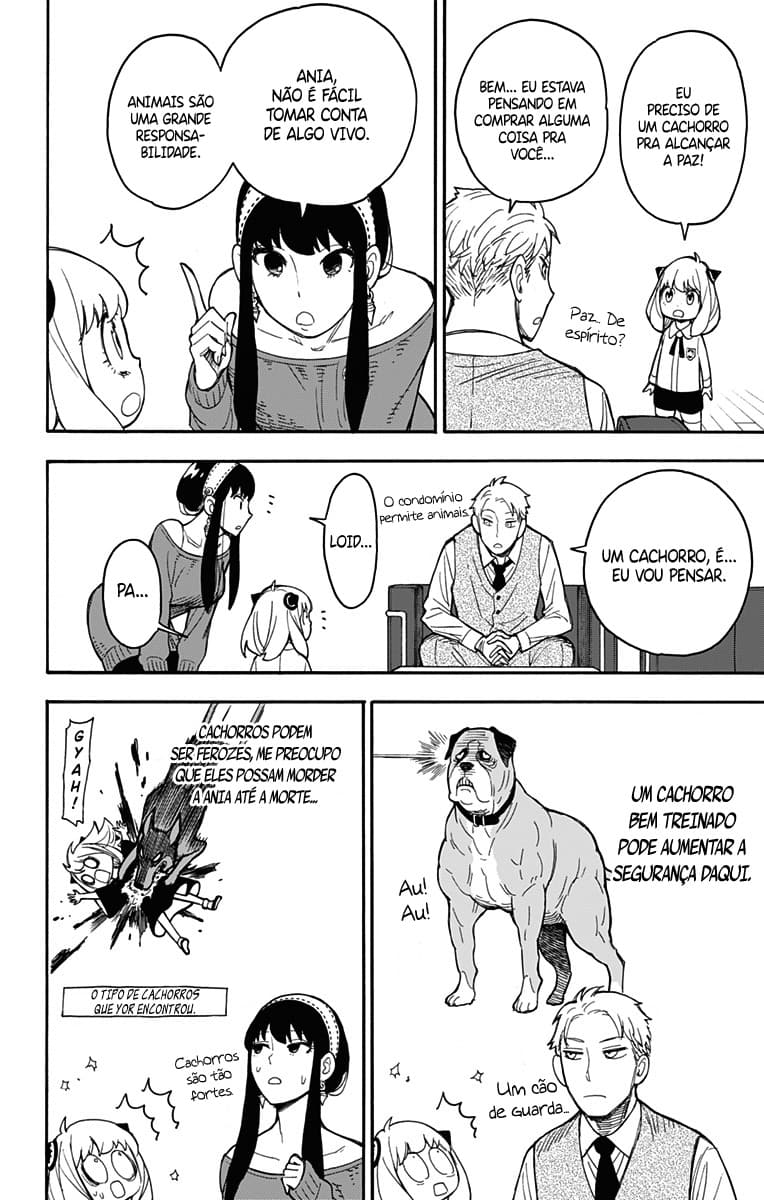 EU
PRECISO DE
UM CACHORRO
PRA ALCANÇAR
A PAZ!
BEM... EU ESTAVA
PENSANDO EM
COMPRAR ALGUMA
COISA PRA
VOCÊ...
Paz.. De
espírito?
ANIA,
NÃO É FÁCIL
TOMAR CONTA
DE ALGO VIVO.
ANIMAIS SÃO
UMA GRANDE
RESPONSA-
BILIDADE.
UM CACHORRO, É...
EU VOU PENSAR.
O condomínio
permite animais.
LOID...
PA...
UM CACHORRO
BEM TREINADO
PODE AUMENTAR A
SEGURANÇA DAQUI.
Au!
Au!
Um cão
de guarda...
CACHORROS PODEM
SER FEROZES, ME PREOCUPO
QUE ELES POSSAM MORDER
A ANIA ATÉ A MORTE...
GYAH!
O TIPO DE CACHORROS
QUE YOR ENCONTROU.
Cachorros
são tão
fortes.